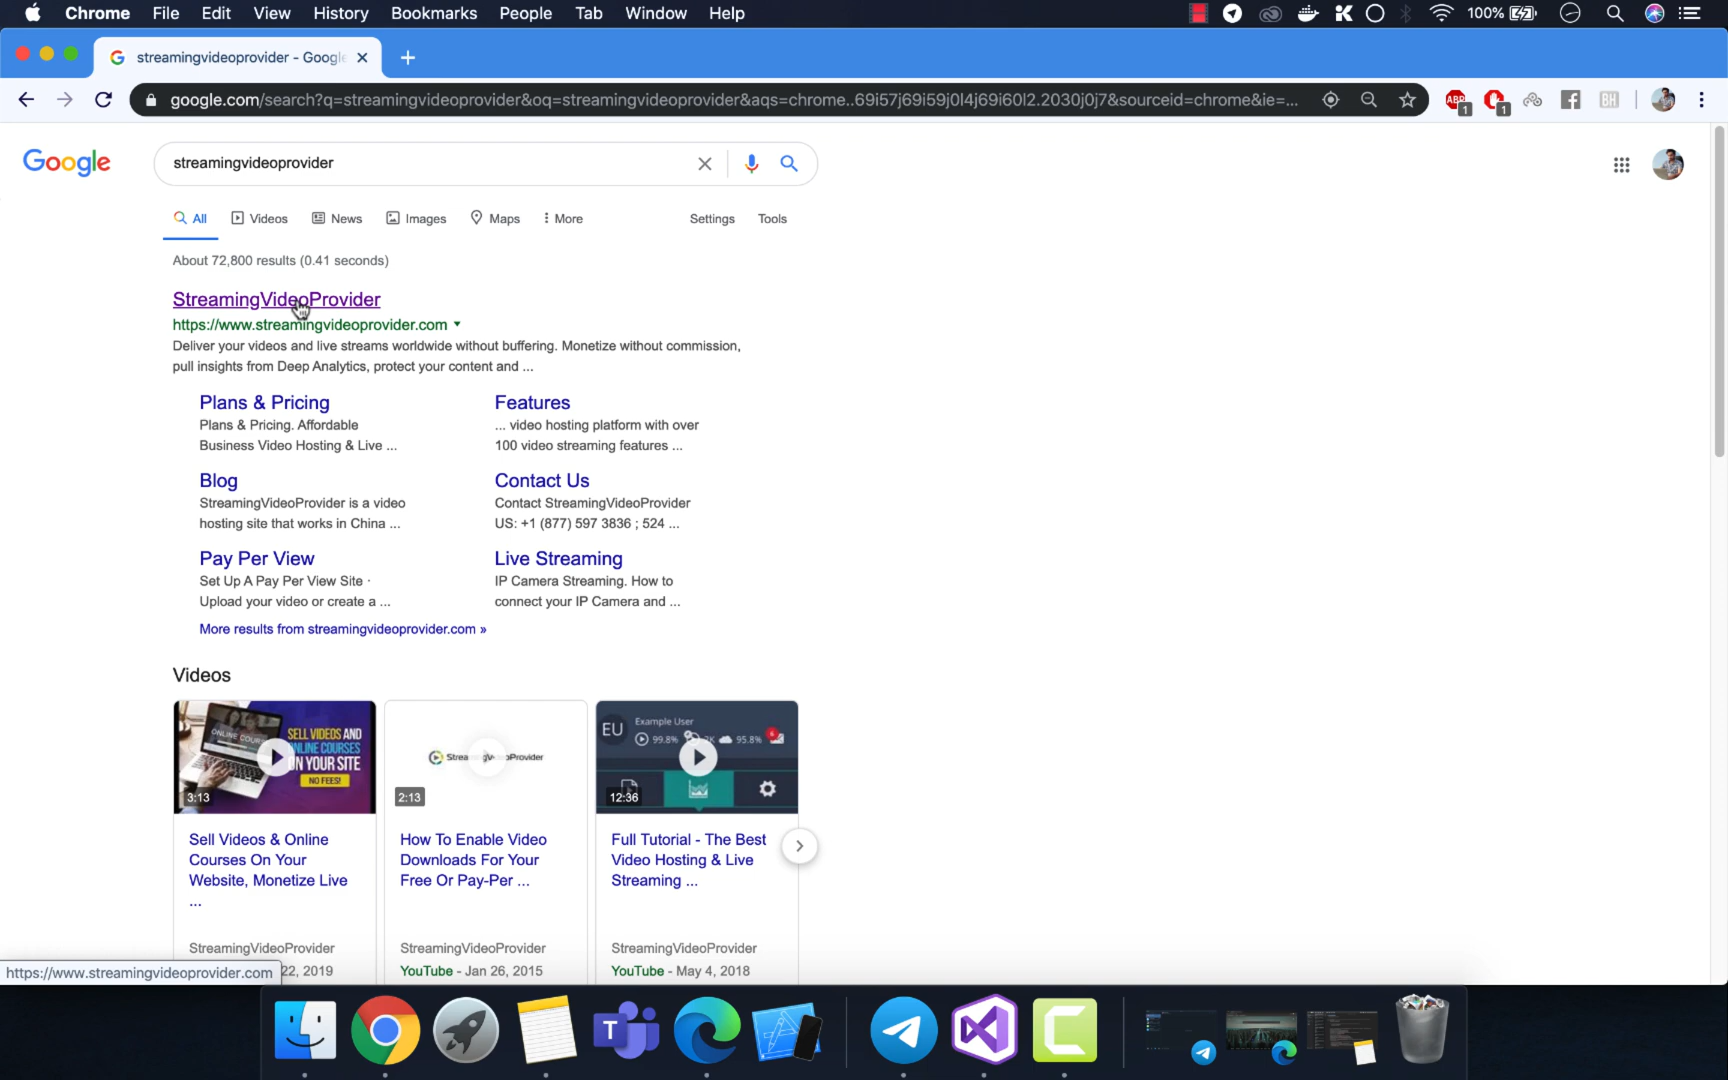 Chrome File Edit View History Bookmarks People Tab Window Help 100%
streamingvideoprovider - Google
google.com/search?q=streamingvideoprovider&oq=streamingvideoprovider&aqs=chrome..69i57j69i59j0l4j69i60l2.2030j0j7&sourceid=chrome&ie=...
ABP 1 1 BH
Google
streamingvideoprovider
All Videos News Images Maps More Settings Tools
About 72,800 results (0.41 seconds)
StreamingVideoProvider
https://www.streamingvideoprovider.com
Deliver your videos and live streams worldwide without buffering. Monetize without commission,
pull insights from Deep Analytics, protect your content and ...
Plans & Pricing
Plans & Pricing. Affordable
Business Video Hosting & Live ...
Features
... video hosting platform with over
100 video streaming features ...
Blog
StreamingVideoProvider is a video
hosting site that works in China ...
Contact Us
Contact StreamingVideoProvider
US: +1 (877) 597 3836 ; 524 ...
Pay Per View
Set Up A Pay Per View Site ·
Upload your video or create a ...
Live Streaming
IP Camera Streaming. How to
connect your IP Camera and ...
More results from streamingvideoprovider.com »
Videos
ONLINE COURSE
SELL VIDEOS AND
ONLINE COURSES
ON YOUR SITE
NO FEES!
3:13
Sell Videos & Online
Courses On Your
Website, Monetize Live
...
StreamingVideoProvider
22, 2019
2:13
How To Enable Video
Downloads For Your
Free Or Pay-Per ...
StreamingVideoProvider
YouTube - Jan 26, 2015
EU Example User
99.8% 2K 95.8%
12:36
Full Tutorial - The Best
Video Hosting & Live
Streaming ...
StreamingVideoProvider
YouTube - May 4, 2018
https://www.streamingvideoprovider.com